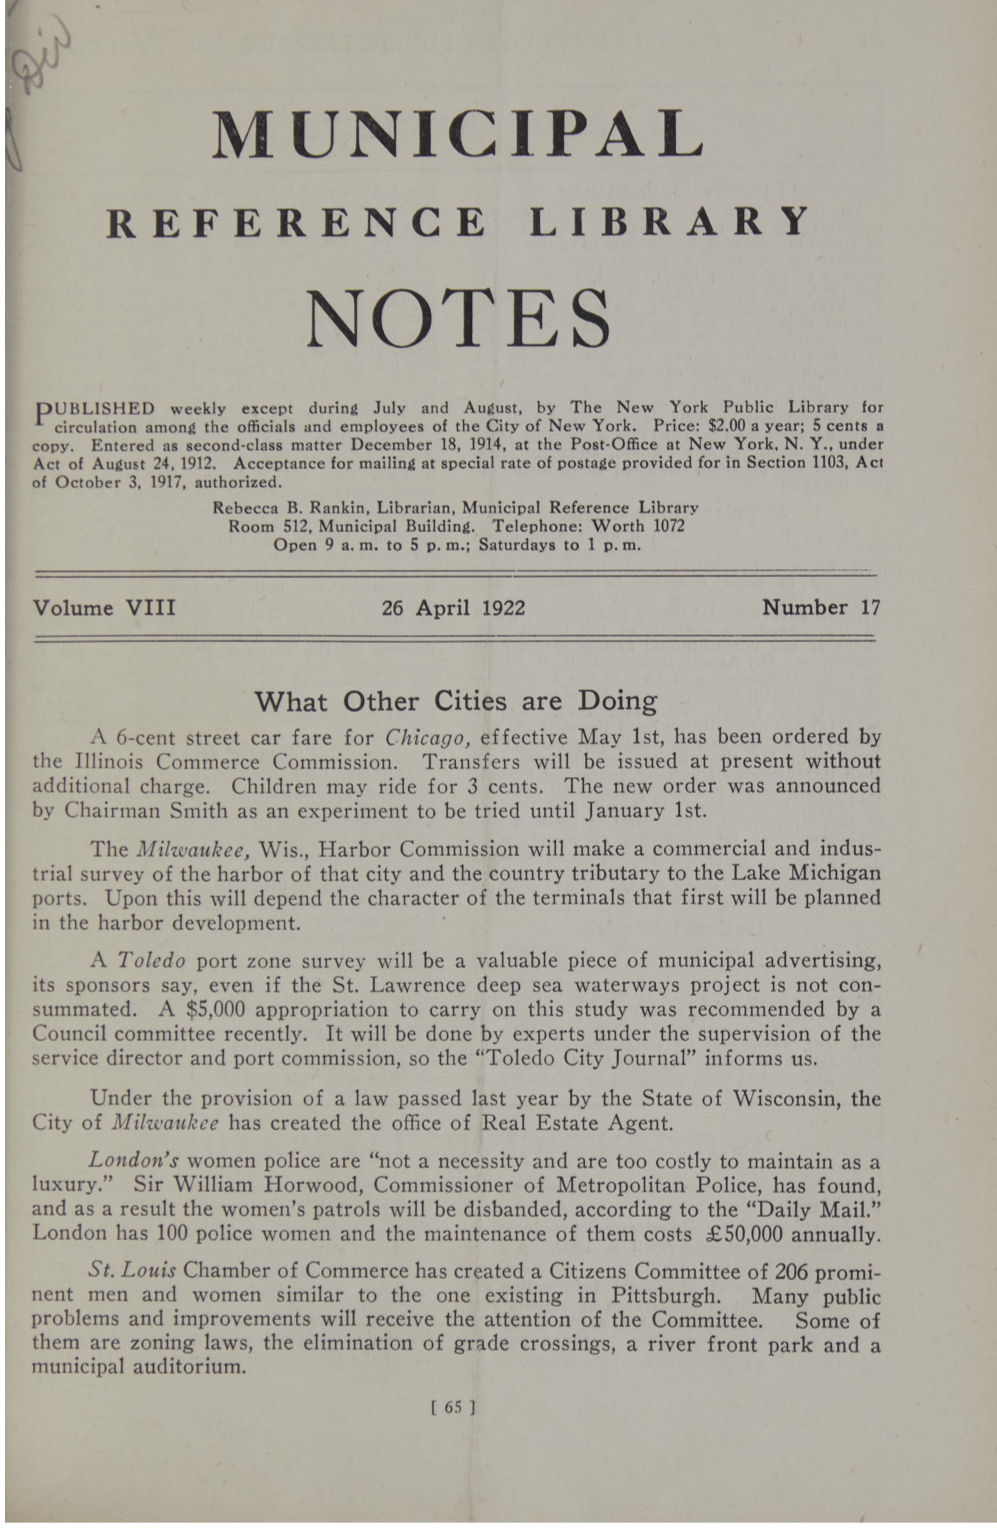 Dir
MUNICIPAL
REFERENCE LIBRARY
NOTES
PUBLISHED weekly except during July and August, by The New York Public Library for
circulation among the officials and employees of the City of New York. Price: $2.00 a year; 5 cents a
copy. Entered as second-class matter December 18, 1914, at the Post-Office at New York, N. Y., under
Act of August 24, 1912. Acceptance for mailing at special rate of postage provided for in Section 1103, Act
of October 3, 1917, authorized.
Rebecca B. Rankin, Librarian, Municipal Reference Library
Room 512, Municipal Building. Telephone: Worth 1072
Open 9 a. m. to 5 p. m.; Saturdays to 1 p. m.
Volume VIII 26 April 1922 Number 17
What Other Cities are Doing
A 6-cent street car fare for Chicago, effective May 1st, has been ordered by
the Illinois Commerce Commission. Transfers will be issued at present without
additional charge. Children may ride for 3 cents. The new order was announced
by Chairman Smith as an experiment to be tried until January 1st.
The Milwaukee, Wis., Harbor Commission will make a commercial and indus-
trial survey of the harbor of that city and the country tributary to the Lake Michigan
ports. Upon this will depend the character of the terminals that first will be planned
in the harbor development.
A Toledo port zone survey will be a valuable piece of municipal advertising,
its sponsors say, even if the St. Lawrence deep sea waterways project is not con-
summated. A $5,000 appropriation to carry on this study was recommended by a
Council committee recently. It will be done by experts under the supervision of the
service director and port commission, so the “Toledo City Journal” informs us.
Under the provision of a law passed last year by the State of Wisconsin, the
City of Milwaukee has created the office of Real Estate Agent.
London's women police are “not a necessity and are too costly to maintain as a
luxury.” Sir William Horwood, Commissioner of Metropolitan Police, has found,
and as a result the women's patrols will be disbanded, according to the “Daily Mail.”
London has 100 police women and the maintenance of them costs £50,000 annually.
St. Louis Chamber of Commerce has created a Citizens Committee of 206 promi-
nent men and women similar to the one existing in Pittsburgh. Many public
problems and improvements will receive the attention of the Committee. Some of
them are zoning laws, the elimination of grade crossings, a river front park and a
municipal auditorium.
[ 65 ]